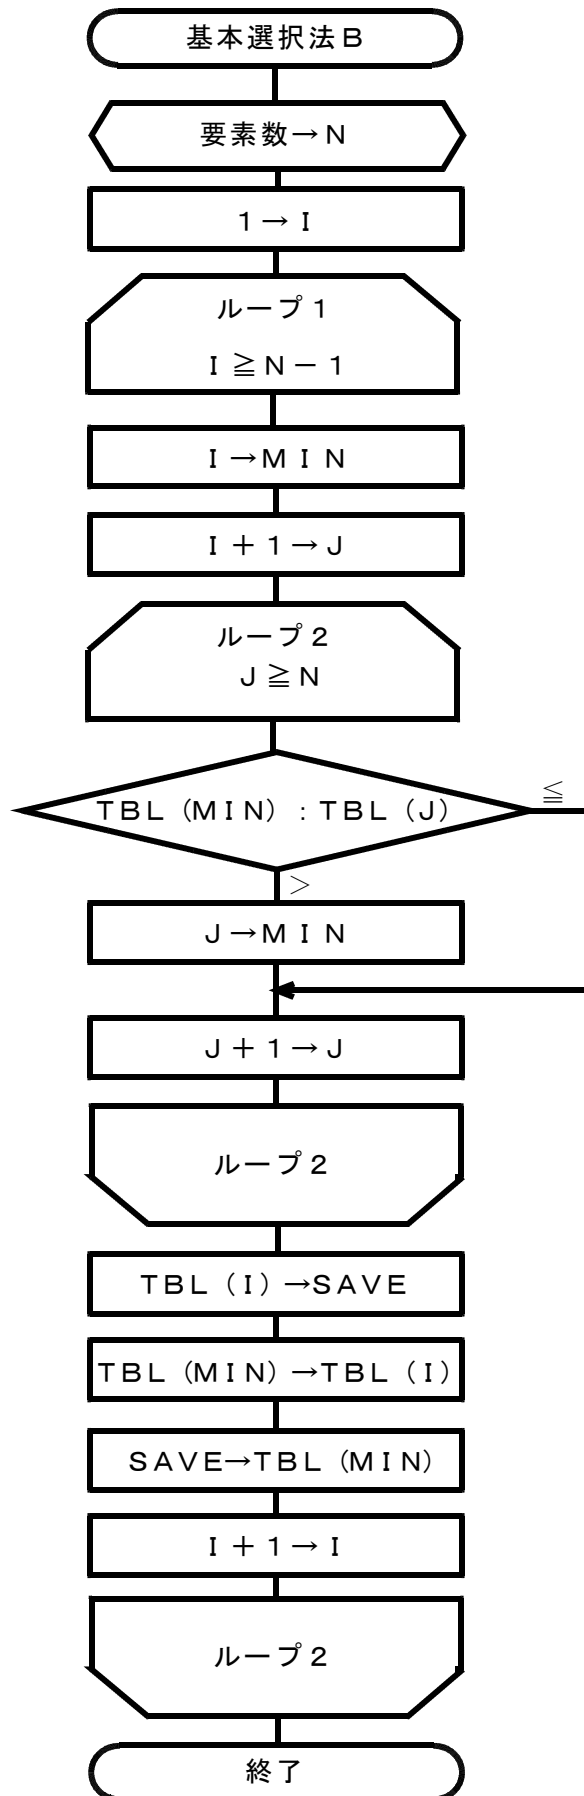 基本選択法B
要素数→N
1→I
ループ1
I≧N-1
I→MIN
I+1→J
ループ2
J≧N
TBL(MIN):TBL(J)
≦
>
J→MIN
J+1→J
ループ2
TBL(I)→SAVE
TBL(MIN)→TBL(I)
SAVE→TBL(MIN)
I+1→I
ループ2
終了